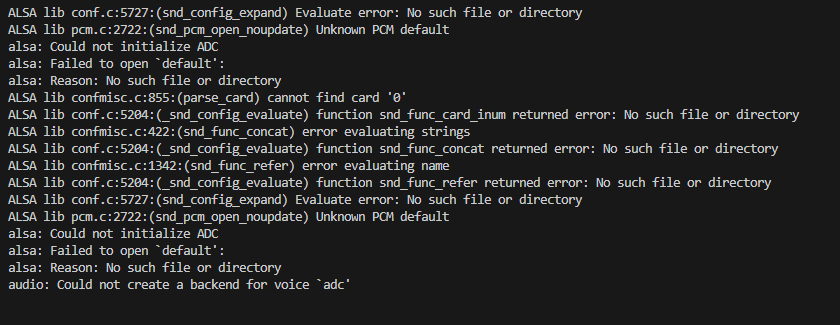 ALSA lib conf.c:5727:(snd_config_expand) Evaluate error: No such file or directory
ALSA lib pcm.c:2722:(snd_pcm_open_noupdate) Unknown PCM default
alsa: Could not initialize ADC
alsa: Failed to open `default':
alsa: Reason: No such file or directory
ALSA lib confmisc.c:855:(parse_card) cannot find card '0'
ALSA lib conf.c:5204:(_snd_config_evaluate) function snd_func_card_inum returned error: No such file or directory
ALSA lib confmisc.c:422:(snd_func_concat) error evaluating strings
ALSA lib conf.c:5204:(_snd_config_evaluate) function snd_func_concat returned error: No such file or directory
ALSA lib confmisc.c:1342:(snd_func_refer) error evaluating name
ALSA lib conf.c:5204:(_snd_config_evaluate) function snd_func_refer returned error: No such file or directory
ALSA lib conf.c:5727:(snd_config_expand) Evaluate error: No such file or directory
ALSA lib pcm.c:2722:(snd_pcm_open_noupdate) Unknown PCM default
alsa: Could not initialize ADC
alsa: Failed to open `default':
alsa: Reason: No such file or directory
audio: Could not create a backend for voice `adc'